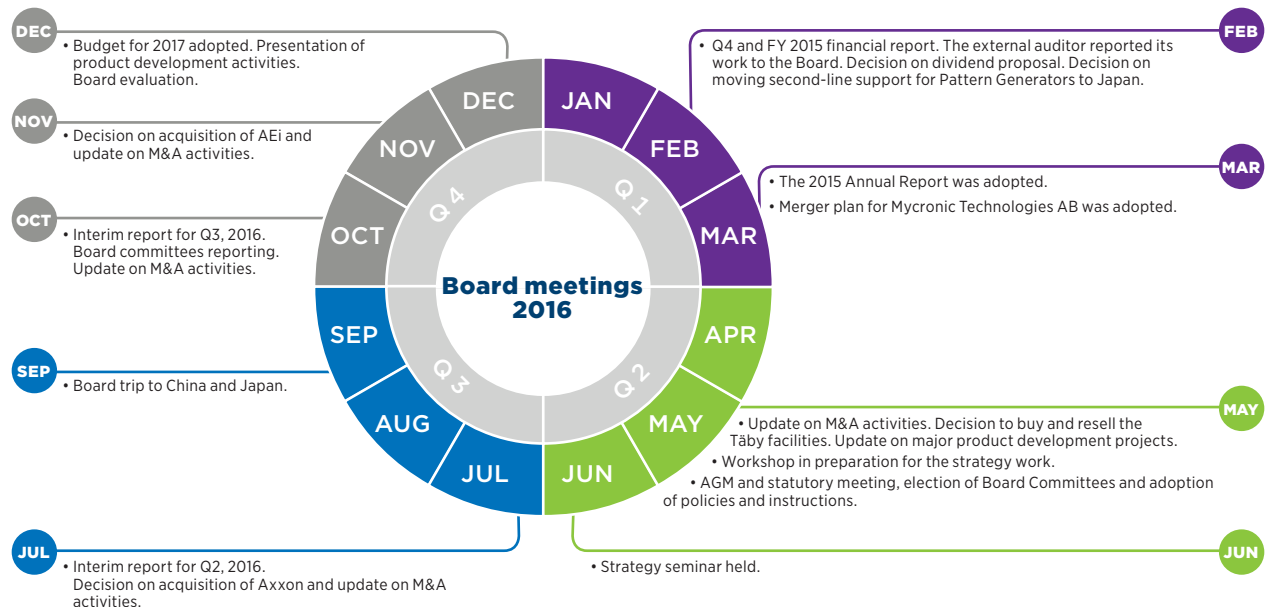 DEC
• Budget for 2017 adopted. Presentation of
product development activities.
Board evaluation.
NOV
• Decision on acquisition of AEi and
update on M&A activities.
OCT
• Interim report for Q3, 2016.
Board committees reporting.
Update on M&A activities.
SEP
• Board trip to China and Japan.
JUL
• Interim report for Q2, 2016.
Decision on acquisition of Axxon and update on M&A
activities.
Board meetings
2016
Q1
Q2
Q3
Q4
JAN
FEB
MAR
APR
MAY
JUN
JUL
AUG
SEP
OCT
NOV
DEC
FEB
• Q4 and FY 2015 financial report. The external auditor reported its
work to the Board. Decision on dividend proposal. Decision on
moving second-line support for Pattern Generators to Japan.
MAR
• The 2015 Annual Report was adopted.
• Merger plan for Mycronic Technologies AB was adopted.
MAY
• Update on M&A activities. Decision to buy and resell the
Täby facilities. Update on major product development projects.
• Workshop in preparation for the strategy work.
• AGM and statutory meeting, election of Board Committees and adoption
of policies and instructions.
JUN
• Strategy seminar held.